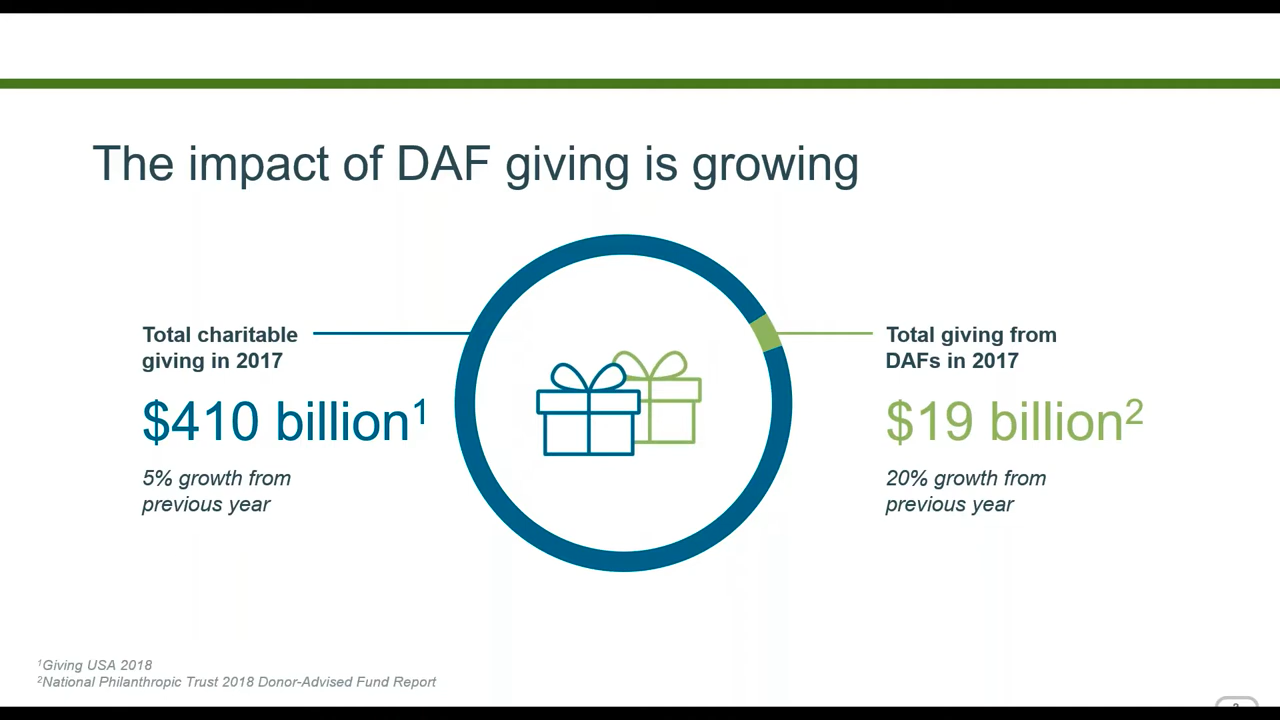 The impact of DAF giving is growing
Total charitable
giving in 2017
$410 billion¹
5% growth from
previous year
Total giving from
DAFs in 2017
$19 billion²
20% growth from
previous year
¹Giving USA 2018
²National Philanthropic Trust 2018 Donor-Advised Fund Report